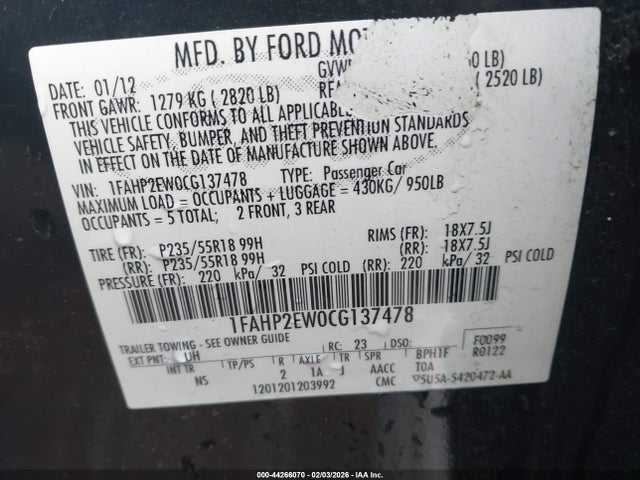 MFD. BY FORD MO
DATE: 01/12 GVW 0 LB)
FRONT GAWR: 1279 KG ( 2820 LB) 2520 LB)
THIS VEHICLE CONFORMS TO ALL APPLICABLE
VEHICLE SAFETY, BUMPER, AND THEFT PREVENTION STANDARDS
IN EFFECT ON THE DATE OF MANUFACTURE SHOWN ABOVE.
VIN: 1FAHP2EW0CG137478 TYPE: Passenger Car
MAXIMUM LOAD = OCCUPANTS + LUGGAGE = 430KG/ 950LB
OCCUPANTS = 5 TOTAL; 2 FRONT, 3 REAR
TIRE (FR): P235/55R18 99H RIMS (FR): 18X7.5J
(RR): P235/55R18 99H (RR): 18X7.5J
PRESSURE (FR): 220 kPa/ 32 PSI COLD (RR): 220 kPa/ 32 PSI COLD
1FAHP2EW0CG137478
TRAILER TOWING - SEE OWNER GUIDE
EXT PNT: UH RC: 23 DSO: F0099
INT TR TP/PS R AXLE TR SPR BPH1F R0122
NS 2 1A J AACC TOA
1201201203992 CMC 5U5A-5420472-AA
000-44266070 - 02/03/2026 - IAA Inc.